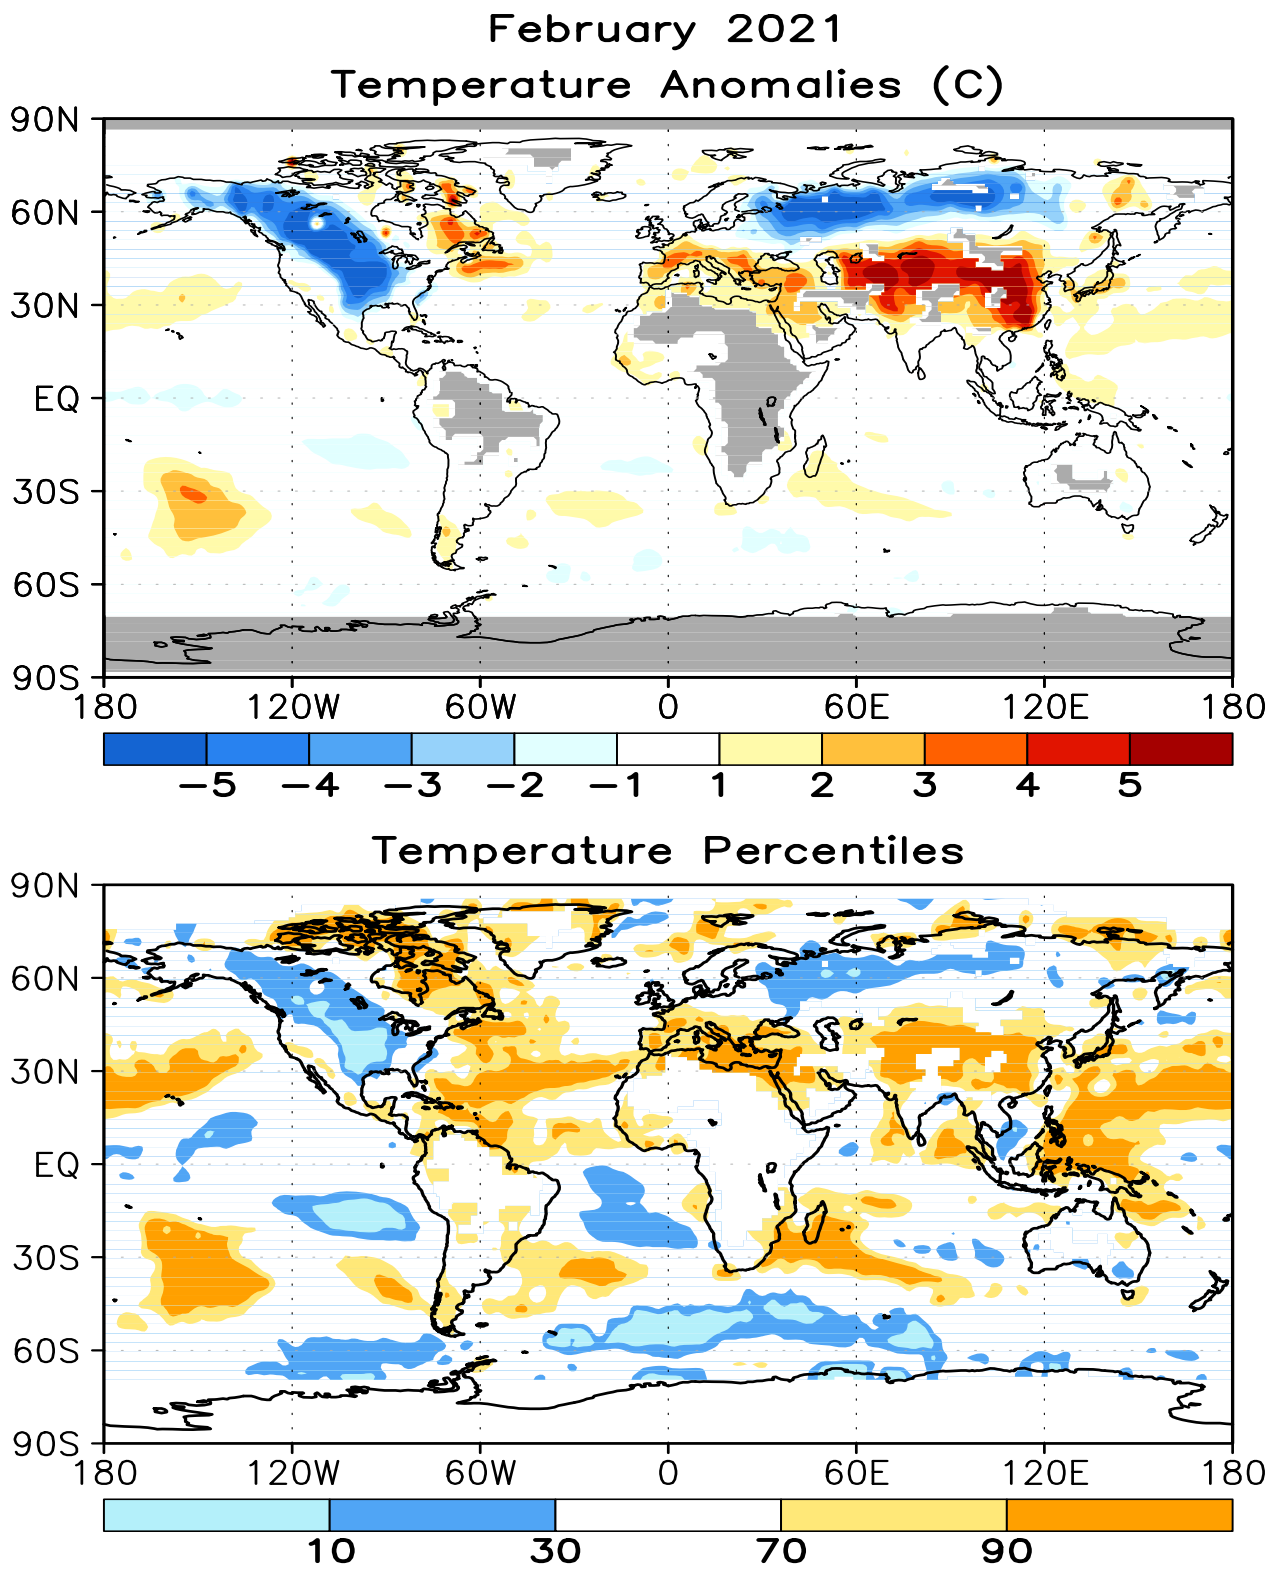 February 2021
Temperature Anomalies (C)
90N
60N
30N
EQ
30S
60S
90S
180 120W 60W 0 60E 120E 180
−5 −4 −3 −2 −1 1 2 3 4 5
Temperature Percentiles
90N
60N
30N
EQ
30S
60S
90S
180 120W 60W 0 60E 120E 180
10 30 70 90